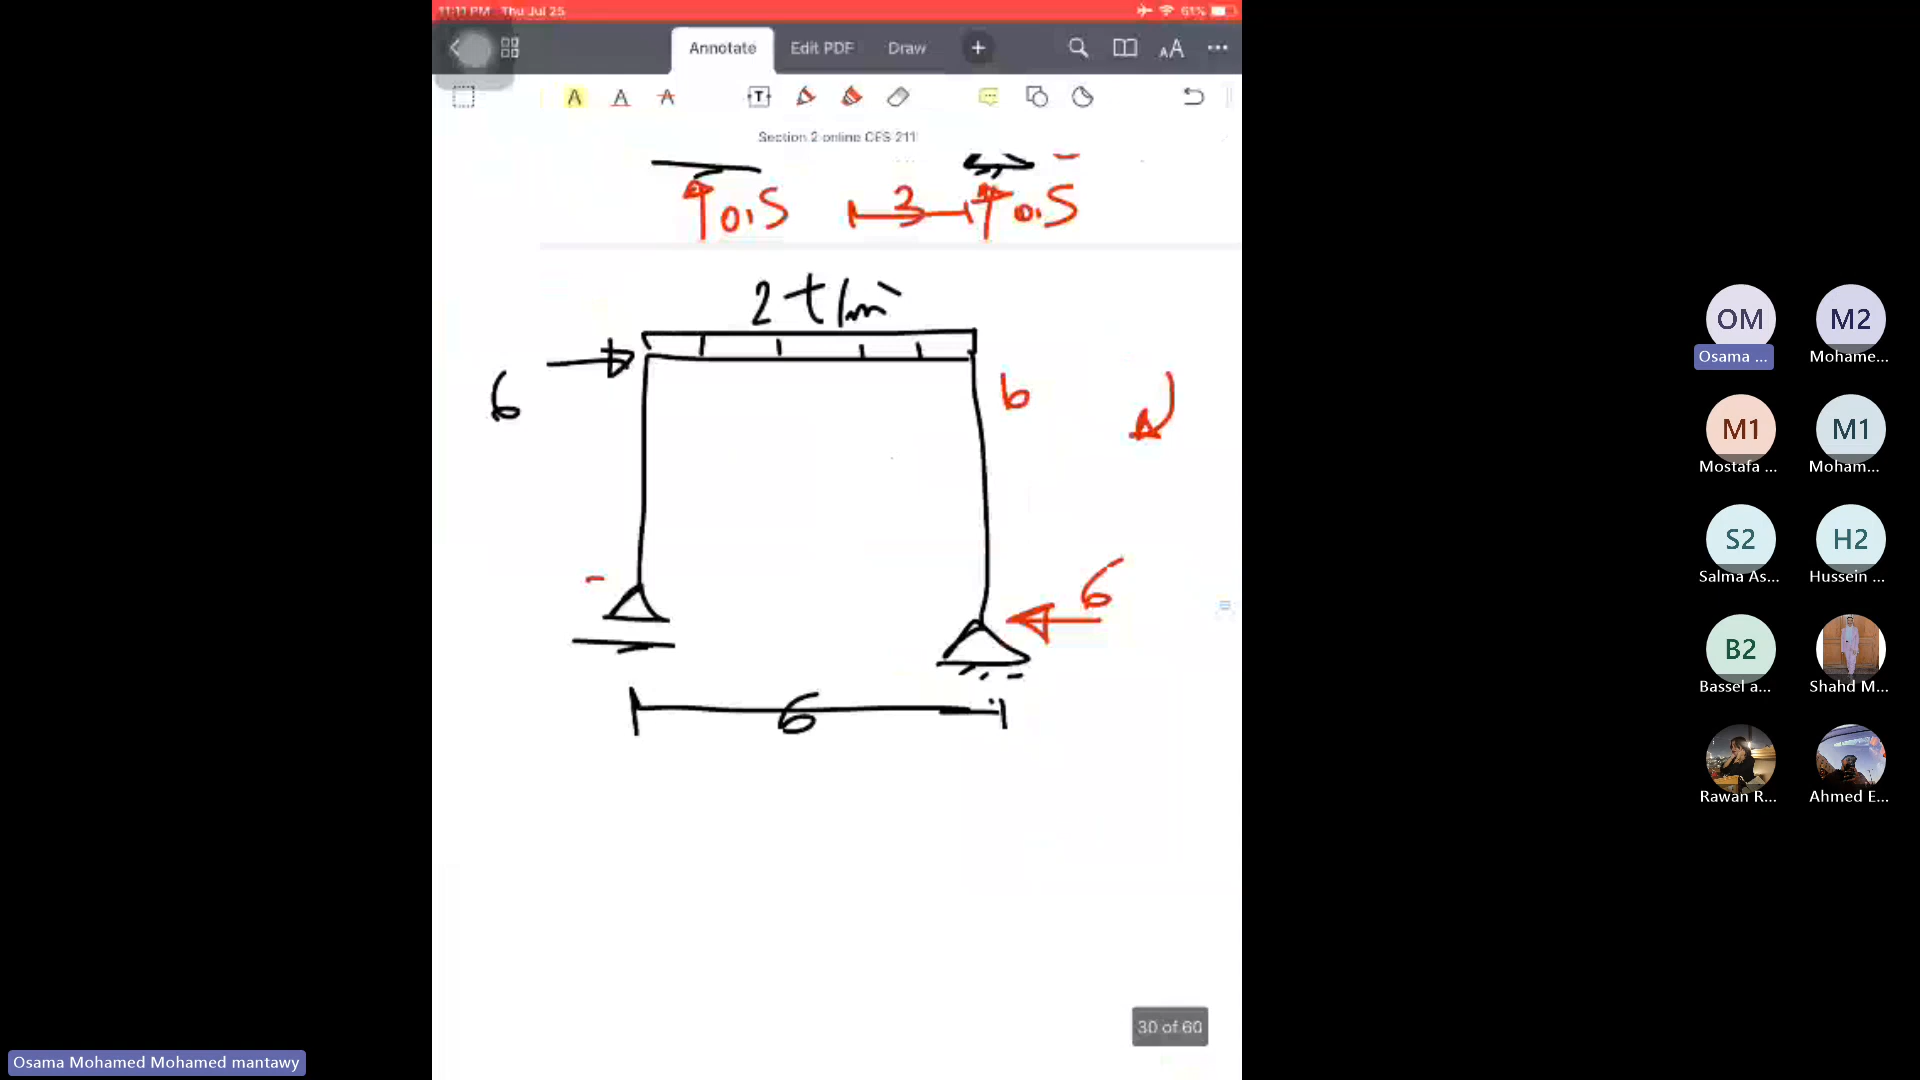 11:11 PM Thu Jul 25
61%
Annotate Edit PDF Draw +
A A A T
Section 2 online CES 211
0.5 3 0.5
2 t/m'
6
6
6
6
30 of 60
OM M2
Osama ... Mohame...
M1 M1
Mostafa ... Moham...
S2 H2
Salma As... Hussein ...
B2
Bassel a... Shahd M...
Rawan R... Ahmed E...
Osama Mohamed Mohamed mantawy